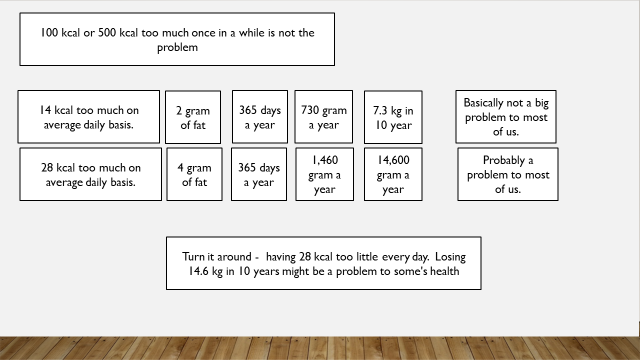 100 kcal or 500 kcal too much once in a while is not the
problem
14 kcal too much on
average daily basis.
2 gram
of fat
365 days
a year
730 gram
a year
7.3 kg in
10 year
Basically not a big
problem to most
of us.
28 kcal too much on
average daily basis.
4 gram
of fat
365 days
a year
1,460
gram a
year
14,600
gram a
year
Probably a
problem to most
of us.
Turn it around - having 28 kcal too little every day. Losing
14.6 kg in 10 years might be a problem to some's health